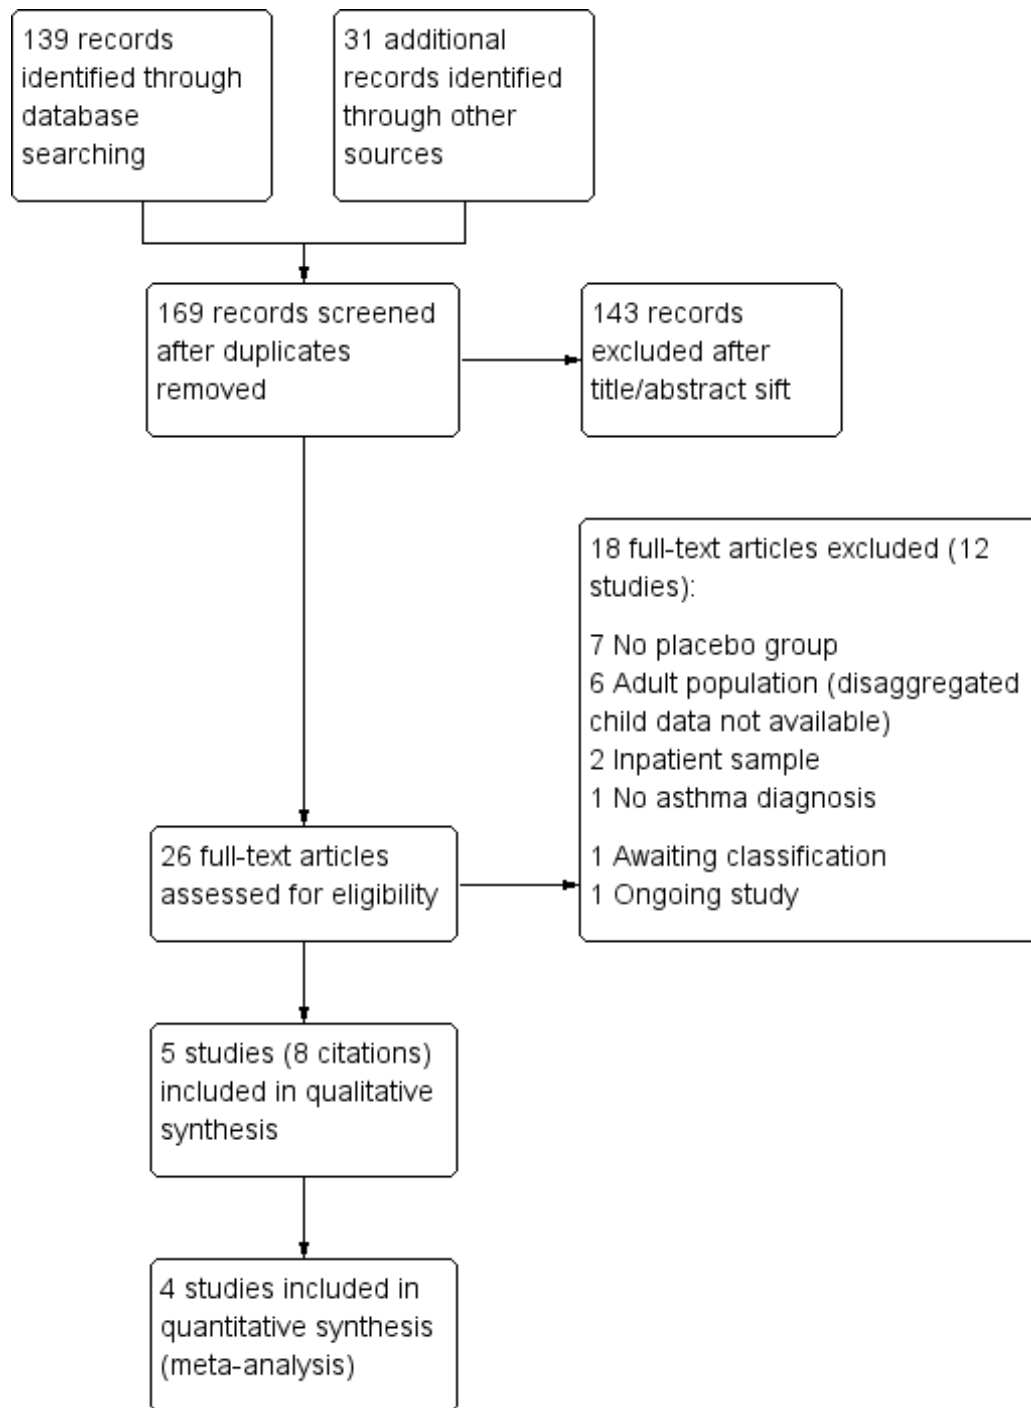 139 records
identified through
database
searching
31 additional
records identified
through other
sources
169 records screened
after duplicates
removed
143 records
excluded after
title/abstract sift
18 full-text articles excluded (12
studies):
7 No placebo group
6 Adult population (disaggregated
child data not available)
2 Inpatient sample
1 No asthma diagnosis
1 Awaiting classification
1 Ongoing study
26 full-text articles
assessed for eligibility
5 studies (8 citations)
included in qualitative
synthesis
4 studies included in
quantitative synthesis
(meta-analysis)